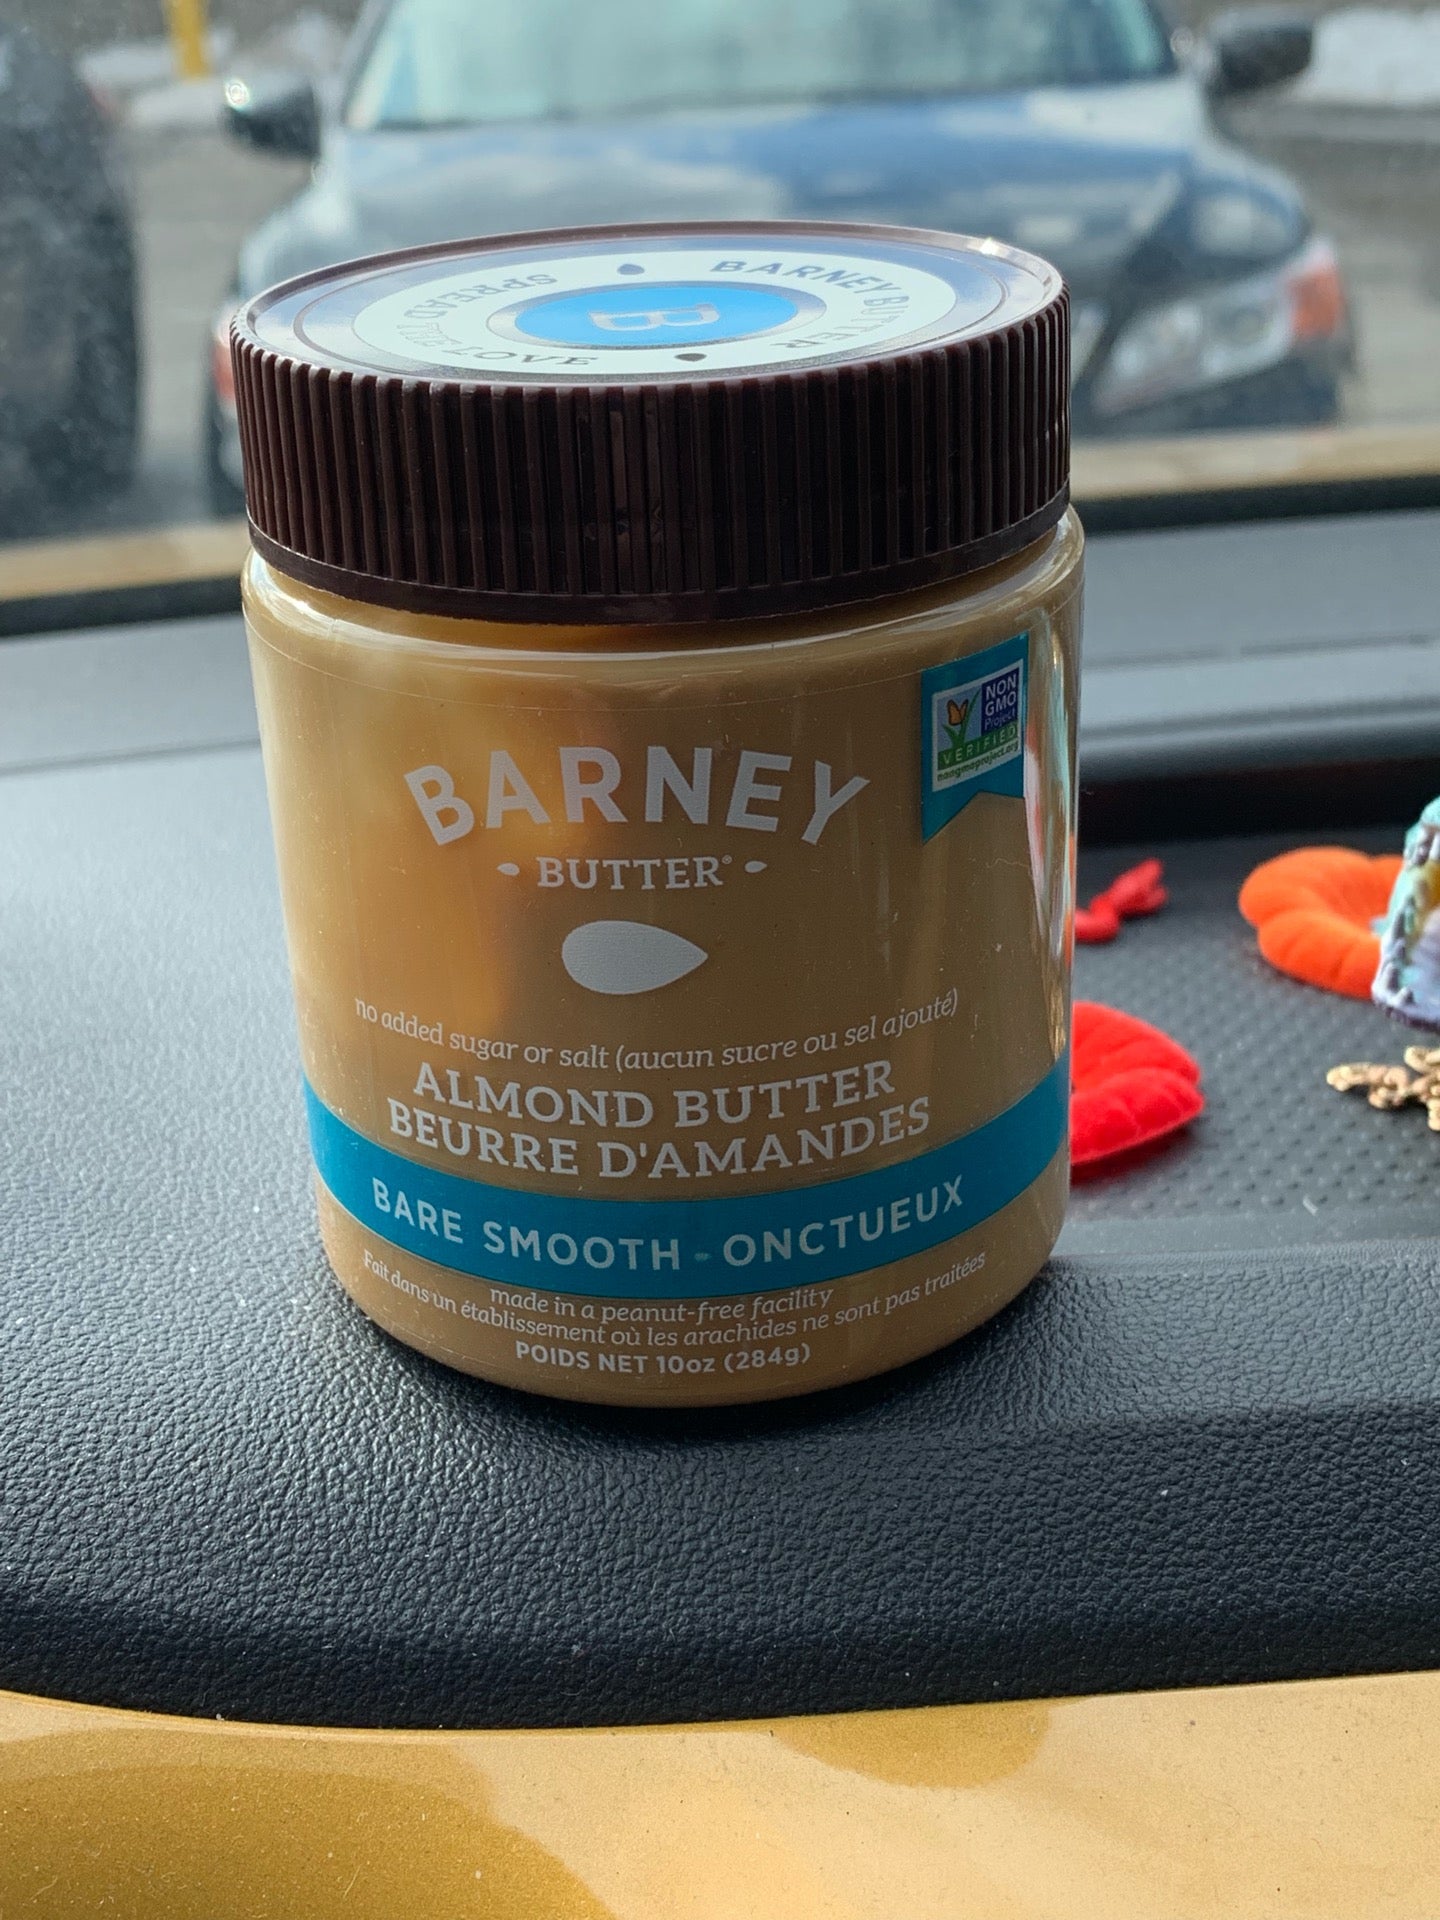 BARNEY BUTTER
SPREAD THE LOVE
B
NON
GMO
Project
VERIFIED
nongmoproject.org
BARNEY
BUTTER®
no added sugar or salt (aucun sucre ou sel ajouté)
ALMOND BUTTER
BEURRE D'AMANDES
BARE SMOOTH - ONCTUEUX
made in a peanut-free facility
Fait dans un établissement où les arachides ne sont pas traitées
POIDS NET 10oz (284g)